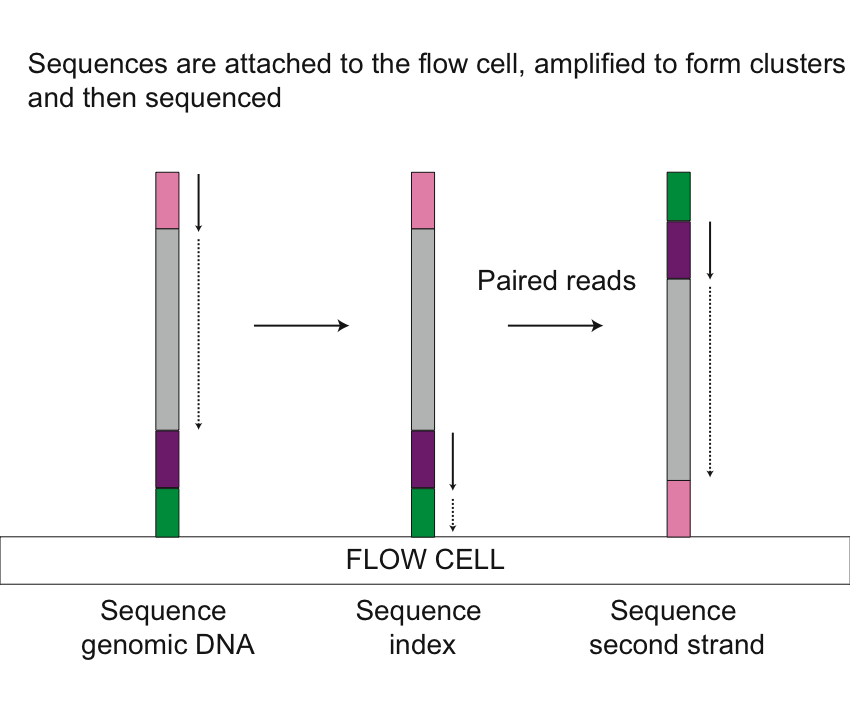 Sequences are attached to the flow cell, amplified to form clusters
and then sequenced
Paired reads
FLOW CELL
Sequence
genomic DNA
Sequence
index
Sequence
second strand